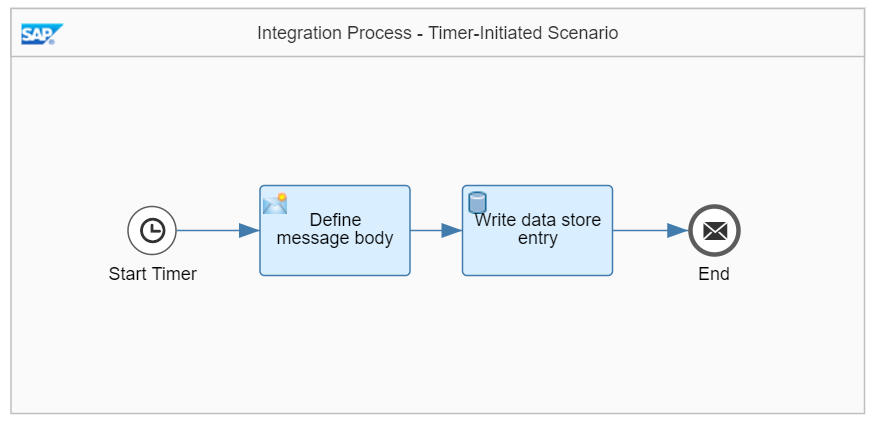 SAP®
Integration Process - Timer-Initiated Scenario
Define
message body
Write data store
entry
Start Timer
End